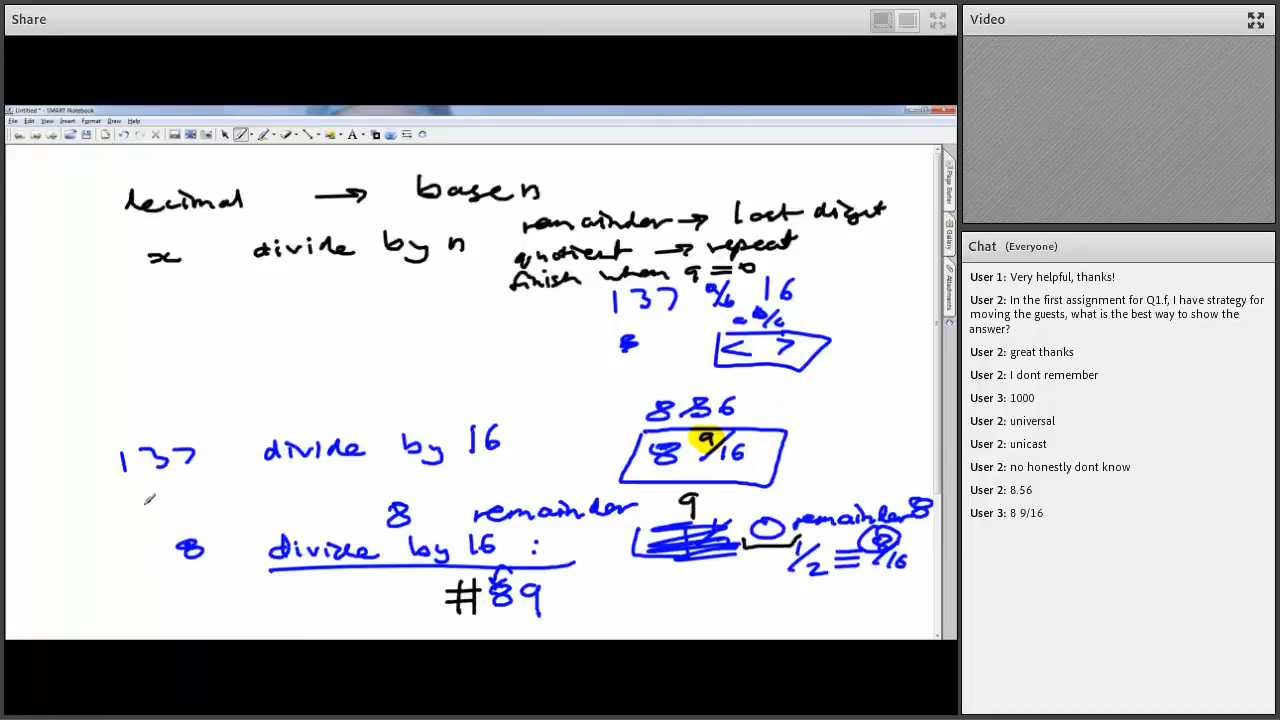 Share
Video
Untitled * - SMART Notebook
File Edit View Insert Format Draw Help
decimal → base n
remainder → last digit
x divide by n
quotient → repeat
finish when q = 0
137 a/b 16
a b/c
8
< >
8.56
137 divide by 16
8 9/16
9
8 remainder
0 remainder 8
8 divide by 16 :
1/2 ≡ 8/16
#89
Page Sorter
Gallery
Attachments
Chat (Everyone)
User 1: Very helpful, thanks!
User 2: In the first assignment for Q1.f, I have strategy for
moving the guests, what is the best way to show the
answer?
User 2: great thanks
User 2: I dont remember
User 3: 1000
User 2: universal
User 2: unicast
User 2: no honestly dont know
User 2: 8.56
User 3: 8 9/16